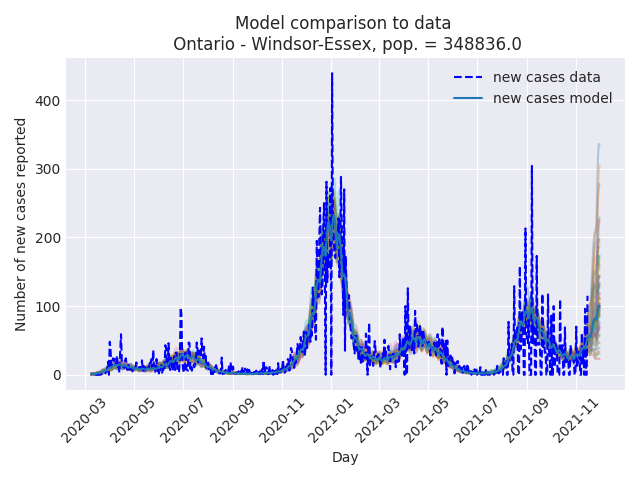 Model comparison to data
Ontario - Windsor-Essex, pop. = 348836.0
new cases data
new cases model
Number of new cases reported
400
300
200
100
0
2020-03
2020-05
2020-07
2020-09
2020-11
2021-01
2021-03
2021-05
2021-07
2021-09
2021-11
Day